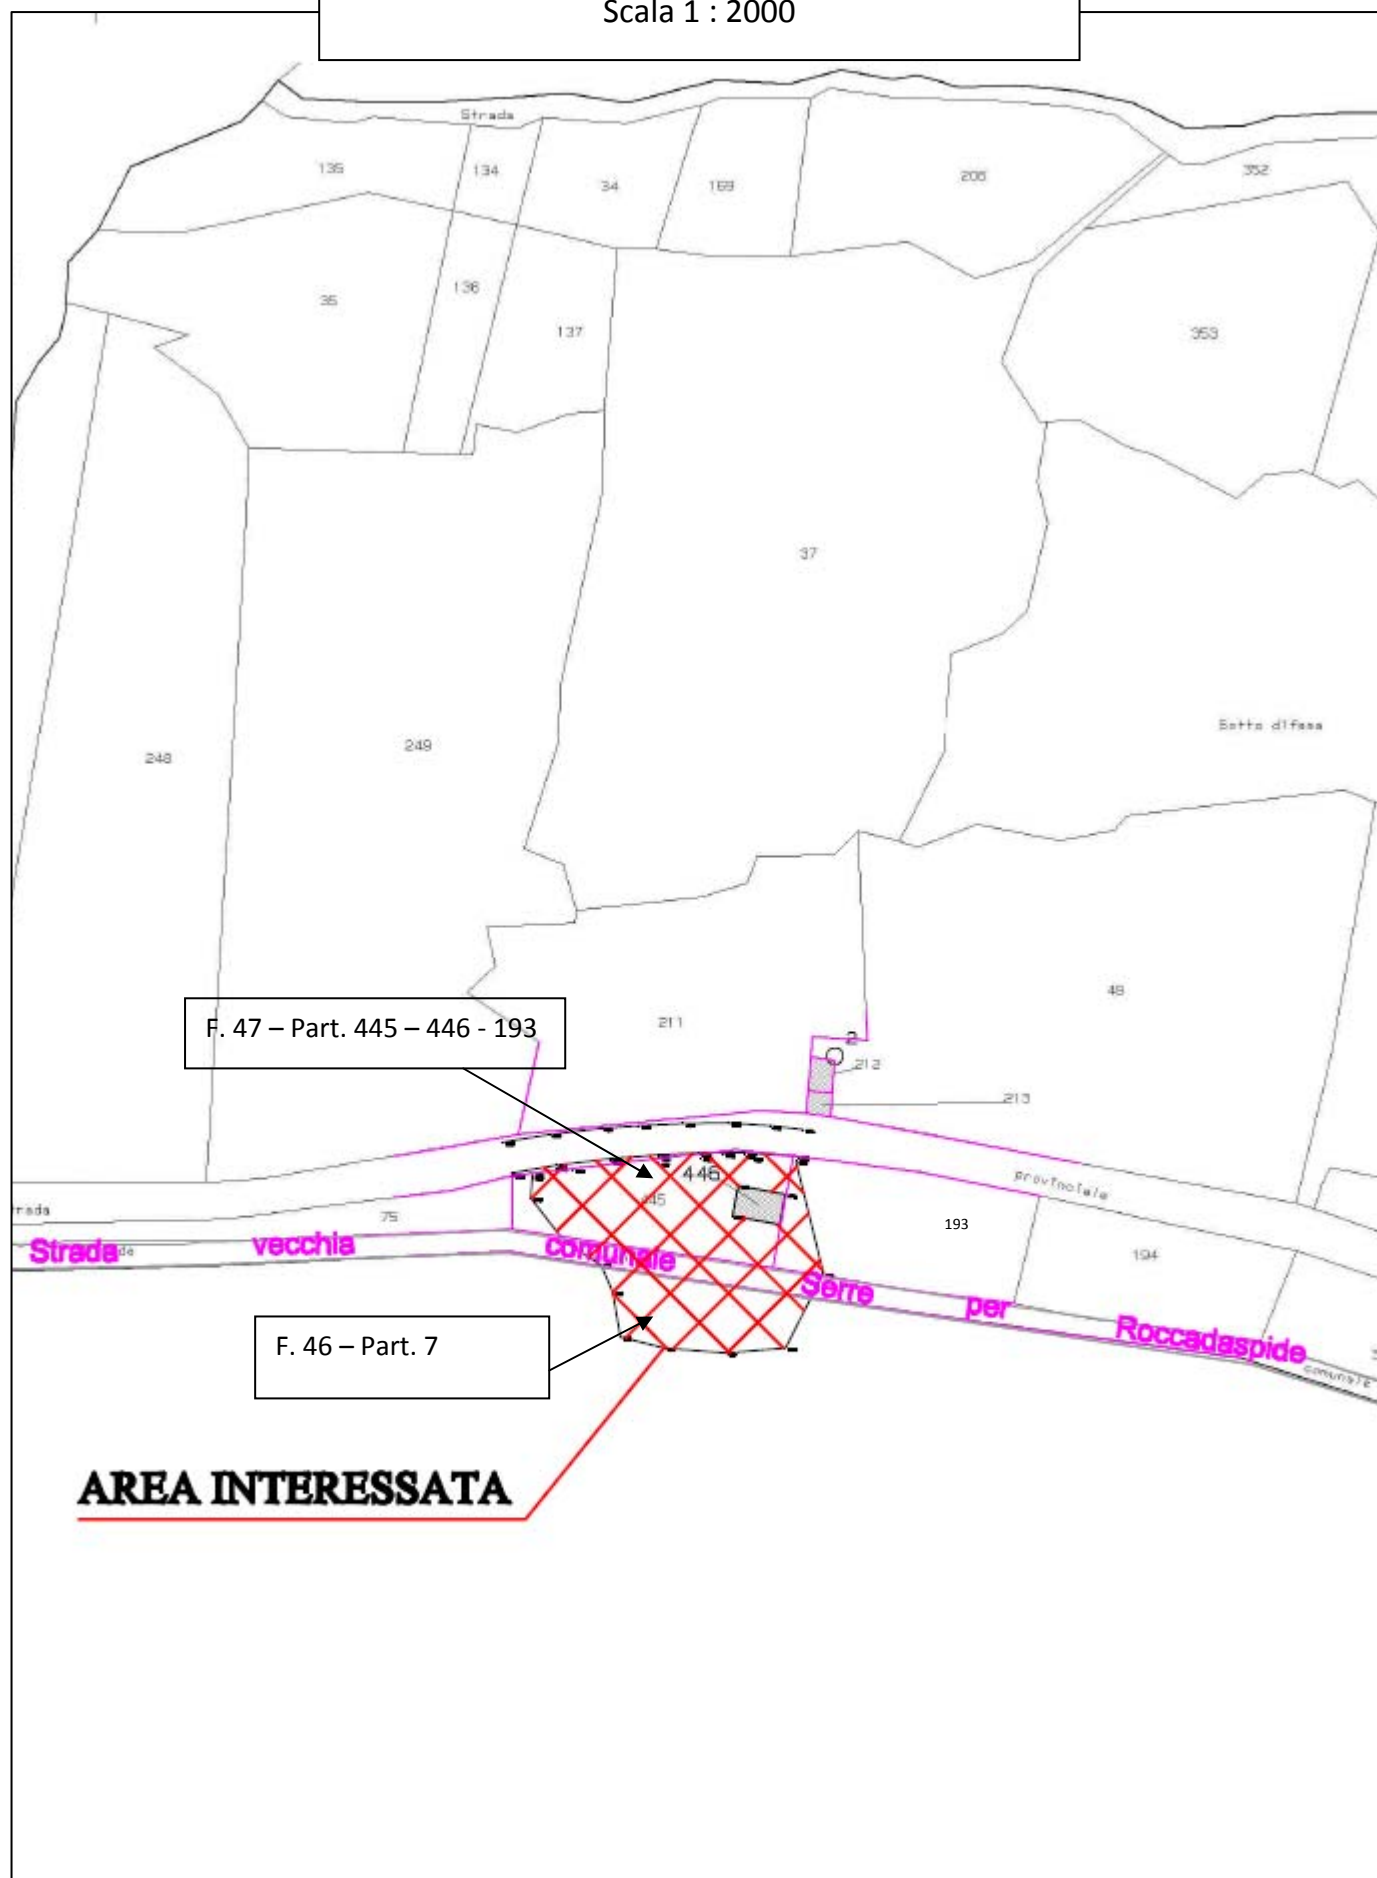 Scala 1 : 2000
Strada
135
134
34
169
206
352
35
136
137
353
37
Sotto difesa
248
249
49
F. 47 – Part. 445 – 446 - 193
211
2
212
213
446
445
provinciale
rada
75
193
194
Strada vecchia comunale Serre per Roccadaspide
comunale
F. 46 – Part. 7
AREA INTERESSATA